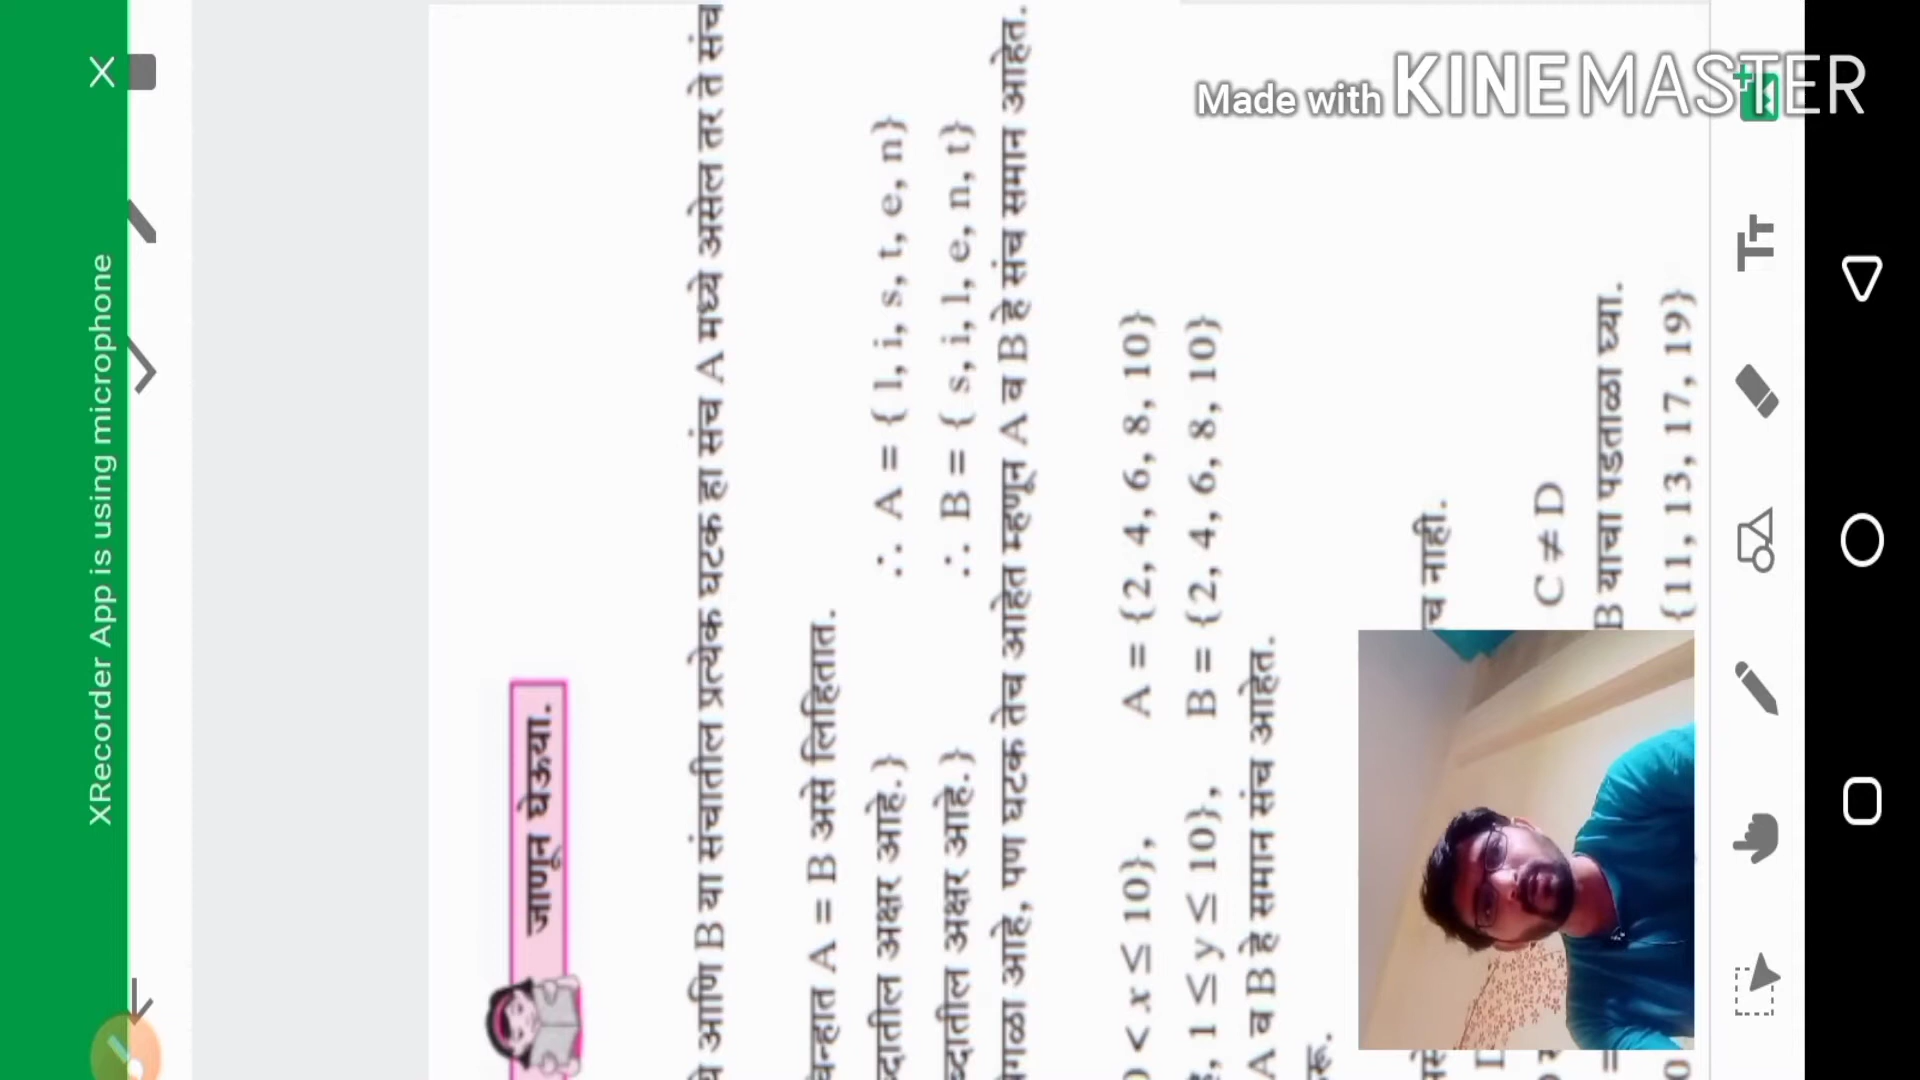 XRecorder App is using microphone
Made with KINEMASTER
जाणून घेऊया.
आणि B या संचातील प्रत्येक घटक हा संच A मध्ये असेल तर ते संच
चिन्हात A = B असे लिहितात.
अक्षर आहे.} ∴ A = { l, i, s, t, e, n}
अक्षर आहे.} ∴ B = { s, i, l, e, n, t}
आहे, पण घटक तेच आहेत म्हणून A व B हे संच समान आहेत.
< x ≤ 10}, A = {2, 4, 6, 8, 10}
1 ≤ y ≤ 10}, B = {2, 4, 6, 8, 10}
A व B हे समान संच आहेत.
नाही.
C ≠ D
B याचा पडताळा घ्या.
{11, 13, 17, 19}
Tт